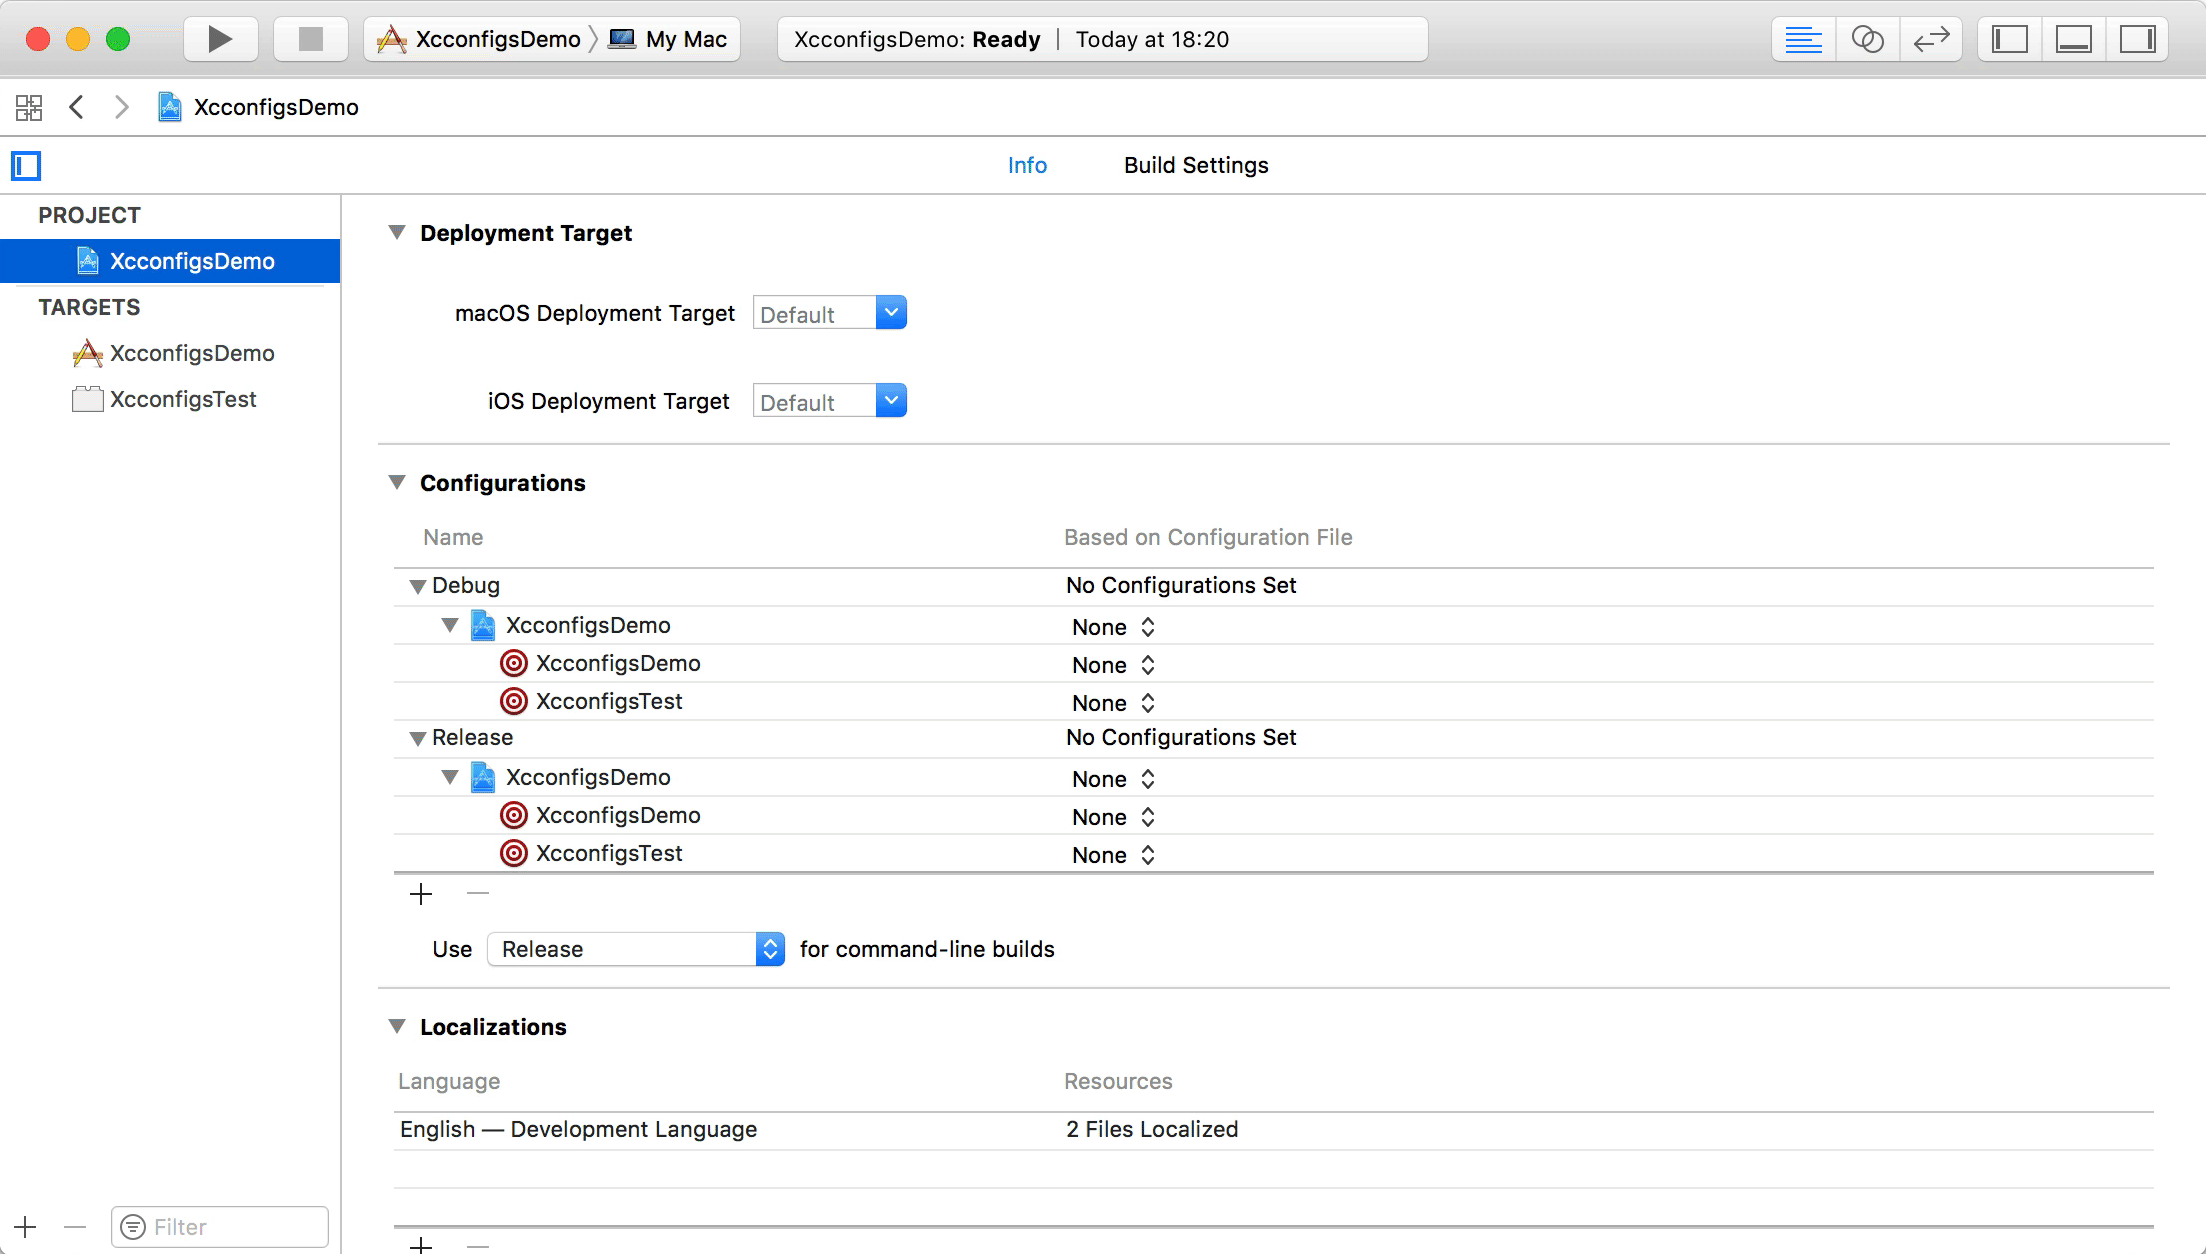 XcconfigsDemo My Mac XcconfigsDemo: Ready | Today at 18:20
XcconfigsDemo
Info Build Settings
PROJECT
XcconfigsDemo
TARGETS
XcconfigsDemo
XcconfigsTest
Filter
Deployment Target
macOS Deployment Target Default
iOS Deployment Target Default
Configurations
Name Based on Configuration File
Debug No Configurations Set
XcconfigsDemo None
XcconfigsDemo None
XcconfigsTest None
Release No Configurations Set
XcconfigsDemo None
XcconfigsDemo None
XcconfigsTest None
Use Release for command-line builds
Localizations
Language Resources
English — Development Language 2 Files Localized